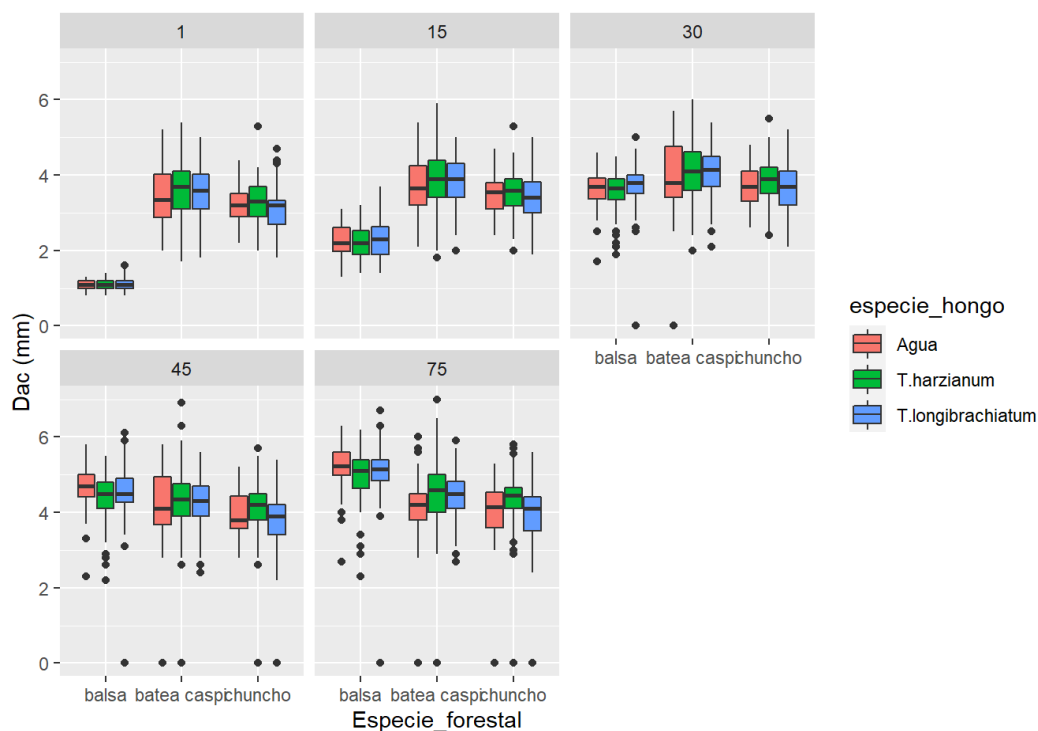 1
15
30
6
4
2
0
balsa
batea caspi
chuncho
45
75
6
4
2
0
balsa
batea caspi
chuncho
balsa
batea caspi
chuncho
Dac (mm)
Especie_forestal
especie_hongo
Agua
T.harzianum
T.longibrachiatum